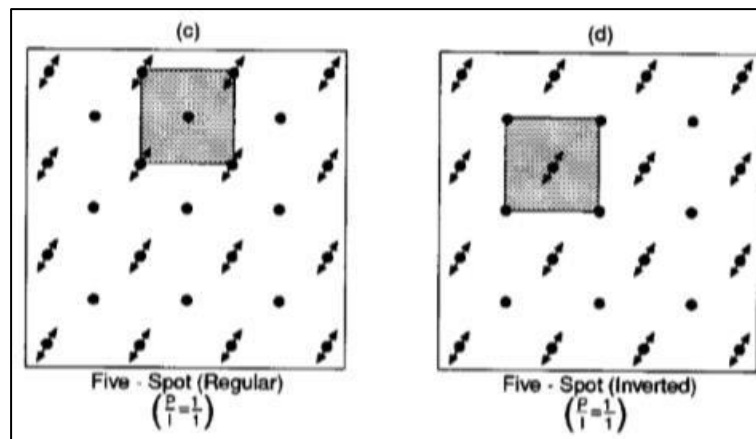 (c)
(d)
Five - Spot (Regular)
(P/I = 1/1)
Five - Spot (Inverted)
(P/I = 1/1)